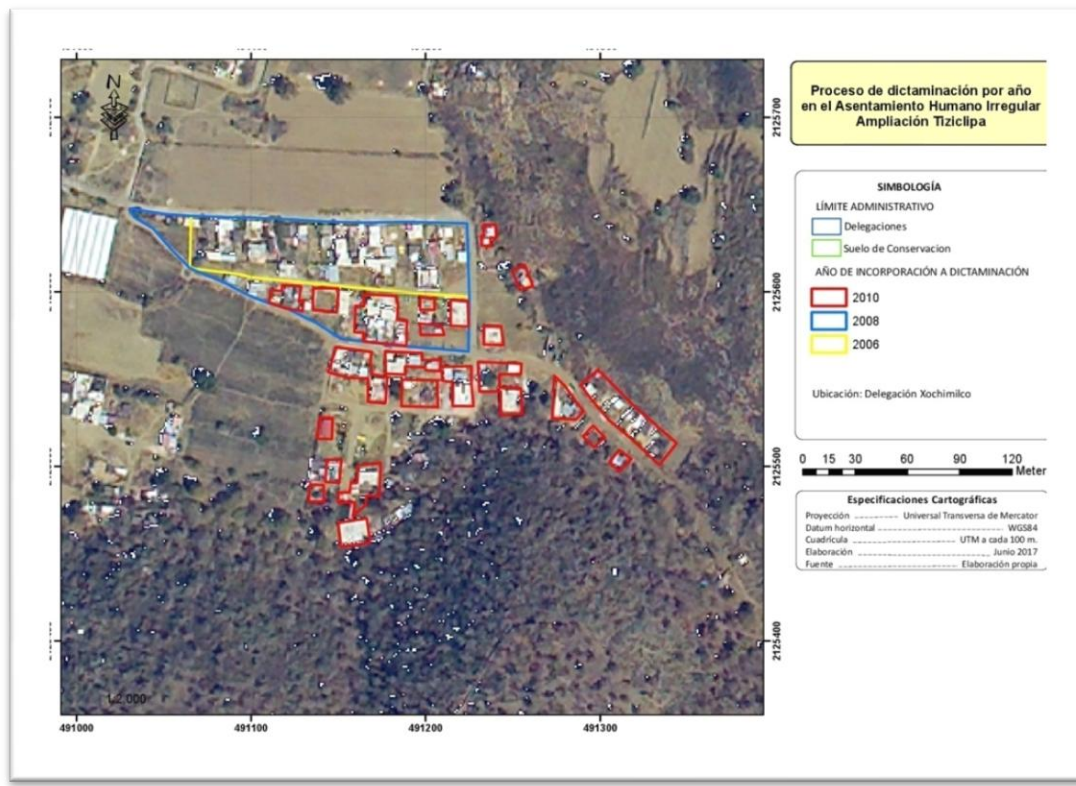 N
2125700
2125600
2125500
2125400
1:2,000
491000
491100
491200
491300
Proceso de dictaminación por año
en el Asentamiento Humano Irregular
Ampliación Tiziclipa
SIMBOLOGÍA
LÍMITE ADMINISTRATIVO
Delegaciones
Suelo de Conservacion
AÑO DE INCORPORACIÓN A DICTAMINACIÓN
2010
2008
2006
Ubicación: Delegación Xochimilco
0 15 30 60 90 120
Meter
Especificaciones Cartográficas
Proyección Universal Transversa de Mercator
Datum horizontal WGS84
Cuadrícula UTM a cada 100 m.
Elaboración Junio 2017
Fuente Elaboración propia